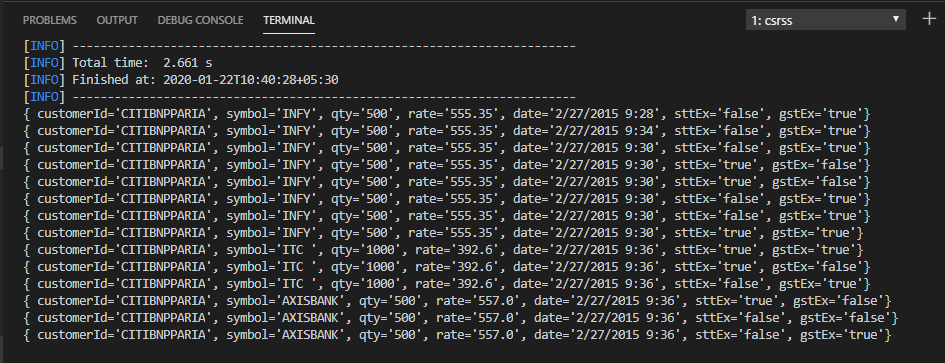 PROBLEMS OUTPUT DEBUG CONSOLE TERMINAL 1: csrss
[INFO] ------------------------------------------------------------------------
[INFO] Total time:  2.661 s
[INFO] Finished at: 2020-01-22T10:40:28+05:30
[INFO] ------------------------------------------------------------------------
{ customerId='CITIBNPPARIA', symbol='INFY', qty='500', rate='555.35', date='2/27/2015 9:28', sttEx='false', gstEx='true'}
{ customerId='CITIBNPPARIA', symbol='INFY', qty='500', rate='555.35', date='2/27/2015 9:34', sttEx='false', gstEx='true'}
{ customerId='CITIBNPPARIA', symbol='INFY', qty='500', rate='555.35', date='2/27/2015 9:30', sttEx='false', gstEx='true'}
{ customerId='CITIBNPPARIA', symbol='INFY', qty='500', rate='555.35', date='2/27/2015 9:30', sttEx='true', gstEx='false'}
{ customerId='CITIBNPPARIA', symbol='INFY', qty='500', rate='555.35', date='2/27/2015 9:30', sttEx='true', gstEx='false'}
{ customerId='CITIBNPPARIA', symbol='INFY', qty='500', rate='555.35', date='2/27/2015 9:30', sttEx='false', gstEx='true'}
{ customerId='CITIBNPPARIA', symbol='INFY', qty='500', rate='555.35', date='2/27/2015 9:30', sttEx='true', gstEx='false'}
{ customerId='CITIBNPPARIA', symbol='INFY', qty='500', rate='555.35', date='2/27/2015 9:30', sttEx='true', gstEx='true'}
{ customerId='CITIBNPPARIA', symbol='ITC ', qty='1000', rate='392.6', date='2/27/2015 9:36', sttEx='true', gstEx='true'}
{ customerId='CITIBNPPARIA', symbol='ITC ', qty='1000', rate='392.6', date='2/27/2015 9:36', sttEx='true', gstEx='false'}
{ customerId='CITIBNPPARIA', symbol='ITC ', qty='1000', rate='392.6', date='2/27/2015 9:36', sttEx='false', gstEx='true'}
{ customerId='CITIBNPPARIA', symbol='AXISBANK', qty='500', rate='557.0', date='2/27/2015 9:36', sttEx='true', gstEx='false'}
{ customerId='CITIBNPPARIA', symbol='AXISBANK', qty='500', rate='557.0', date='2/27/2015 9:36', sttEx='false', gstEx='false'}
{ customerId='CITIBNPPARIA', symbol='AXISBANK', qty='500', rate='557.0', date='2/27/2015 9:36', sttEx='false', gstEx='true'}